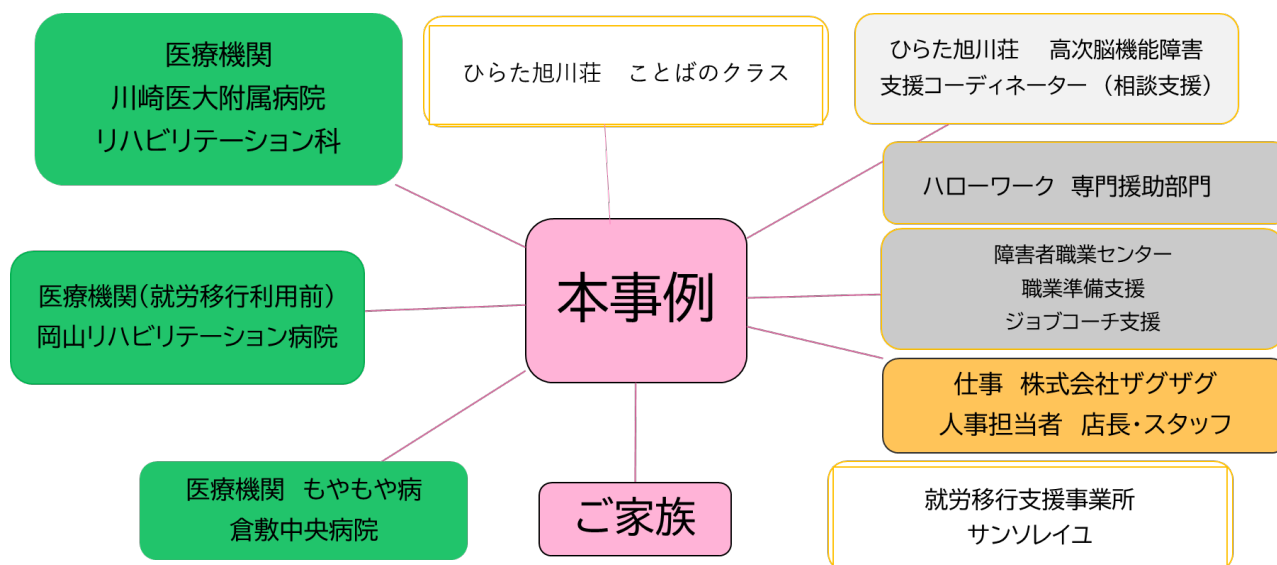 医療機関
川崎医大附属病院
リハビリテーション科
ひらた旭川荘　ことばのクラス
ひらた旭川荘　高次脳機能障害
支援コーディネーター（相談支援）
ハローワーク　専門援助部門
障害者職業センター
職業準備支援
ジョブコーチ支援
本事例
医療機関(就労移行利用前)
岡山リハビリテーション病院
仕事　株式会社ザグザグ
人事担当者　店長・スタッフ
医療機関　もやもや病
倉敷中央病院
ご家族
就労移行支援事業所
サンソレイユ